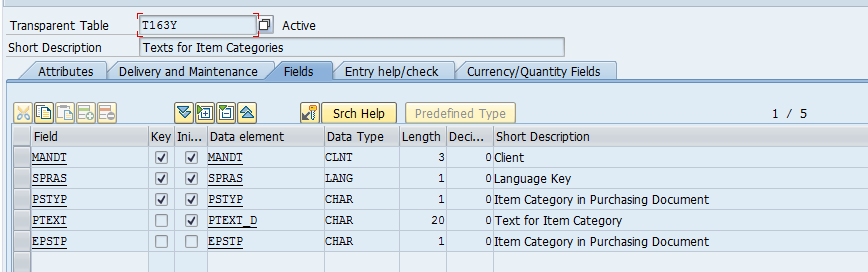 Transparent Table T163Y Active
Short Description Texts for Item Categories
Attributes Delivery and Maintenance Fields Entry help/check Currency/Quantity Fields
Srch Help Predefined Type 1 / 5
Field Key Ini... Data element Data Type Length Deci... Short Description
MANDT MANDT CLNT 3 0 Client
SPRAS SPRAS LANG 1 0 Language Key
PSTYP PSTYP CHAR 1 0 Item Category in Purchasing Document
PTEXT PTEXT_D CHAR 20 0 Text for Item Category
EPSTP EPSTP CHAR 1 0 Item Category in Purchasing Document